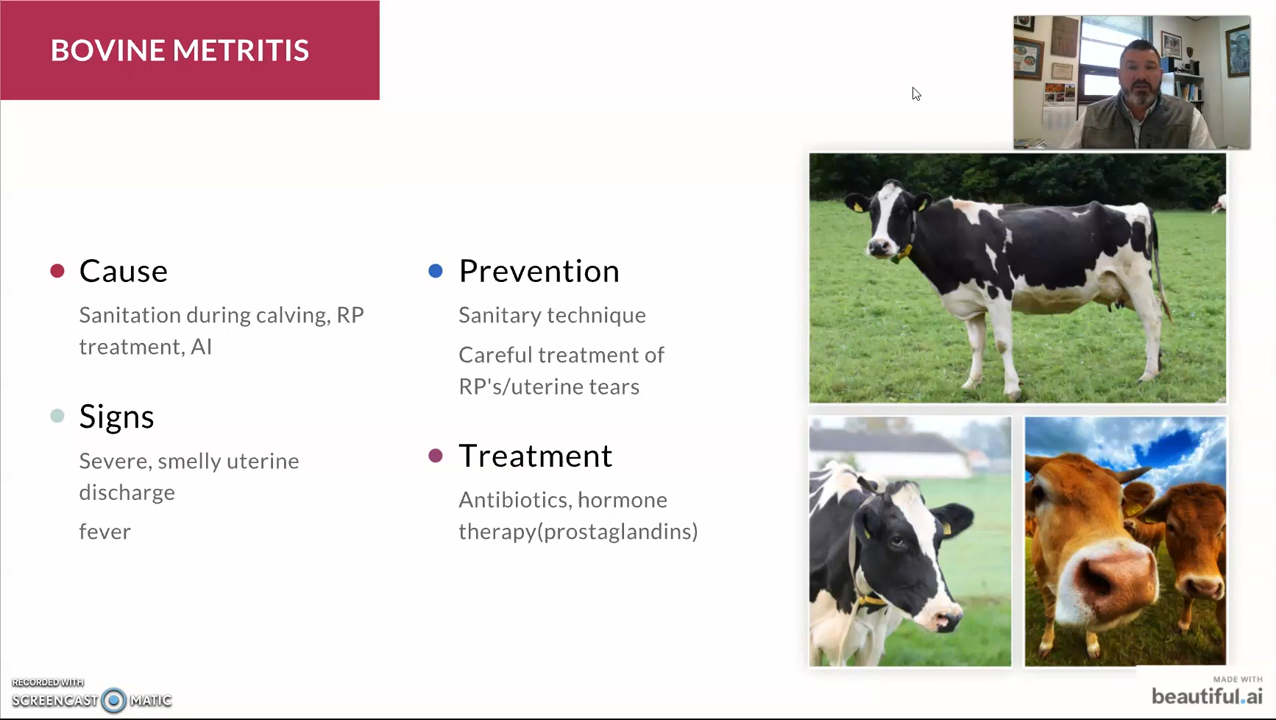 BOVINE METRITIS
Cause
Sanitation during calving, RP
treatment, AI
Signs
Severe, smelly uterine
discharge
fever
Prevention
Sanitary technique
Careful treatment of
RP's/uterine tears
Treatment
Antibiotics, hormone
therapy(prostaglandins)
RECORDED WITH
SCREENCAST MATIC
MADE WITH
beautiful.ai